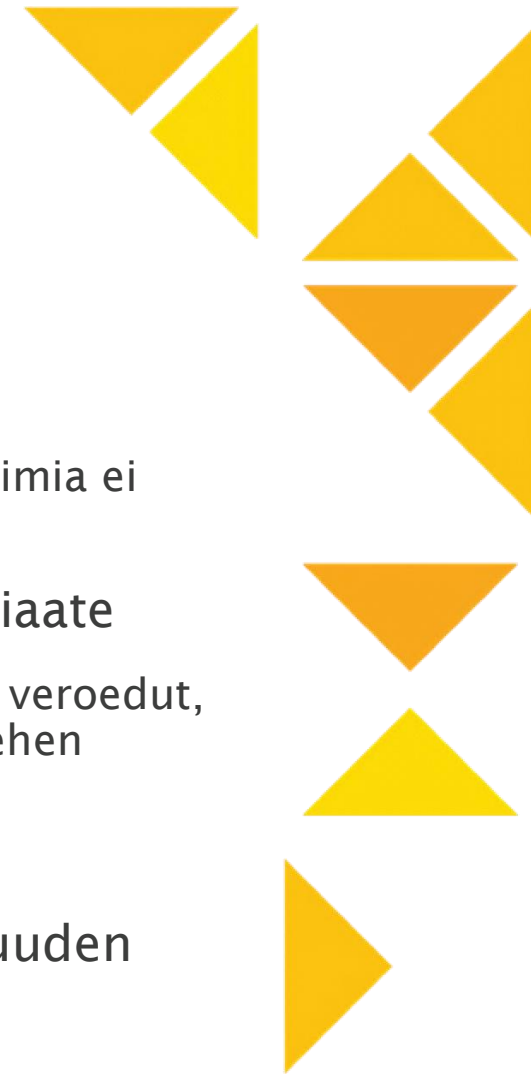 imia ei
iaate
veroedut,
ehen
uuden